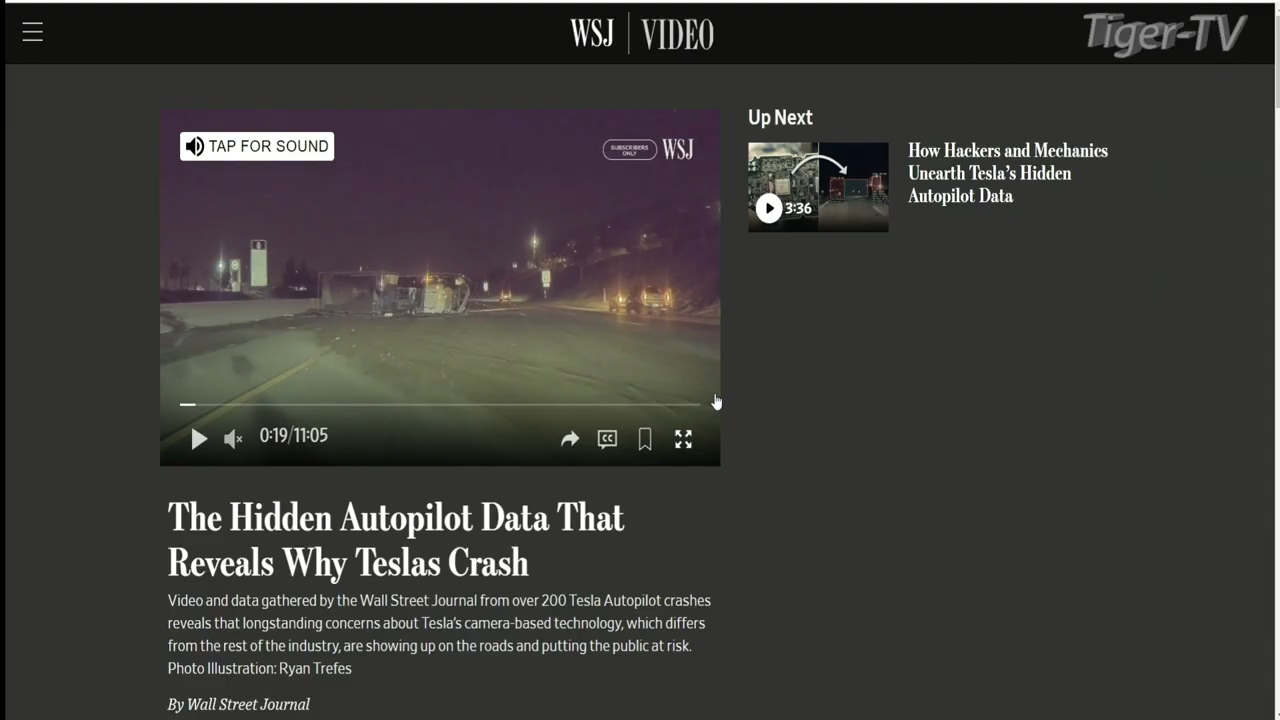 WSJ | VIDEO
Tiger-TV
TAP FOR SOUND
SUBSCRIBERS
ONLY
WSJ
0:19/11:05
CC
Up Next
3:36
How Hackers and Mechanics
Unearth Tesla's Hidden
Autopilot Data
The Hidden Autopilot Data That
Reveals Why Teslas Crash
Video and data gathered by the Wall Street Journal from over 200 Tesla Autopilot crashes
reveals that longstanding concerns about Tesla's camera-based technology, which differs
from the rest of the industry, are showing up on the roads and putting the public at risk.
Photo Illustration: Ryan Trefes
By Wall Street Journal